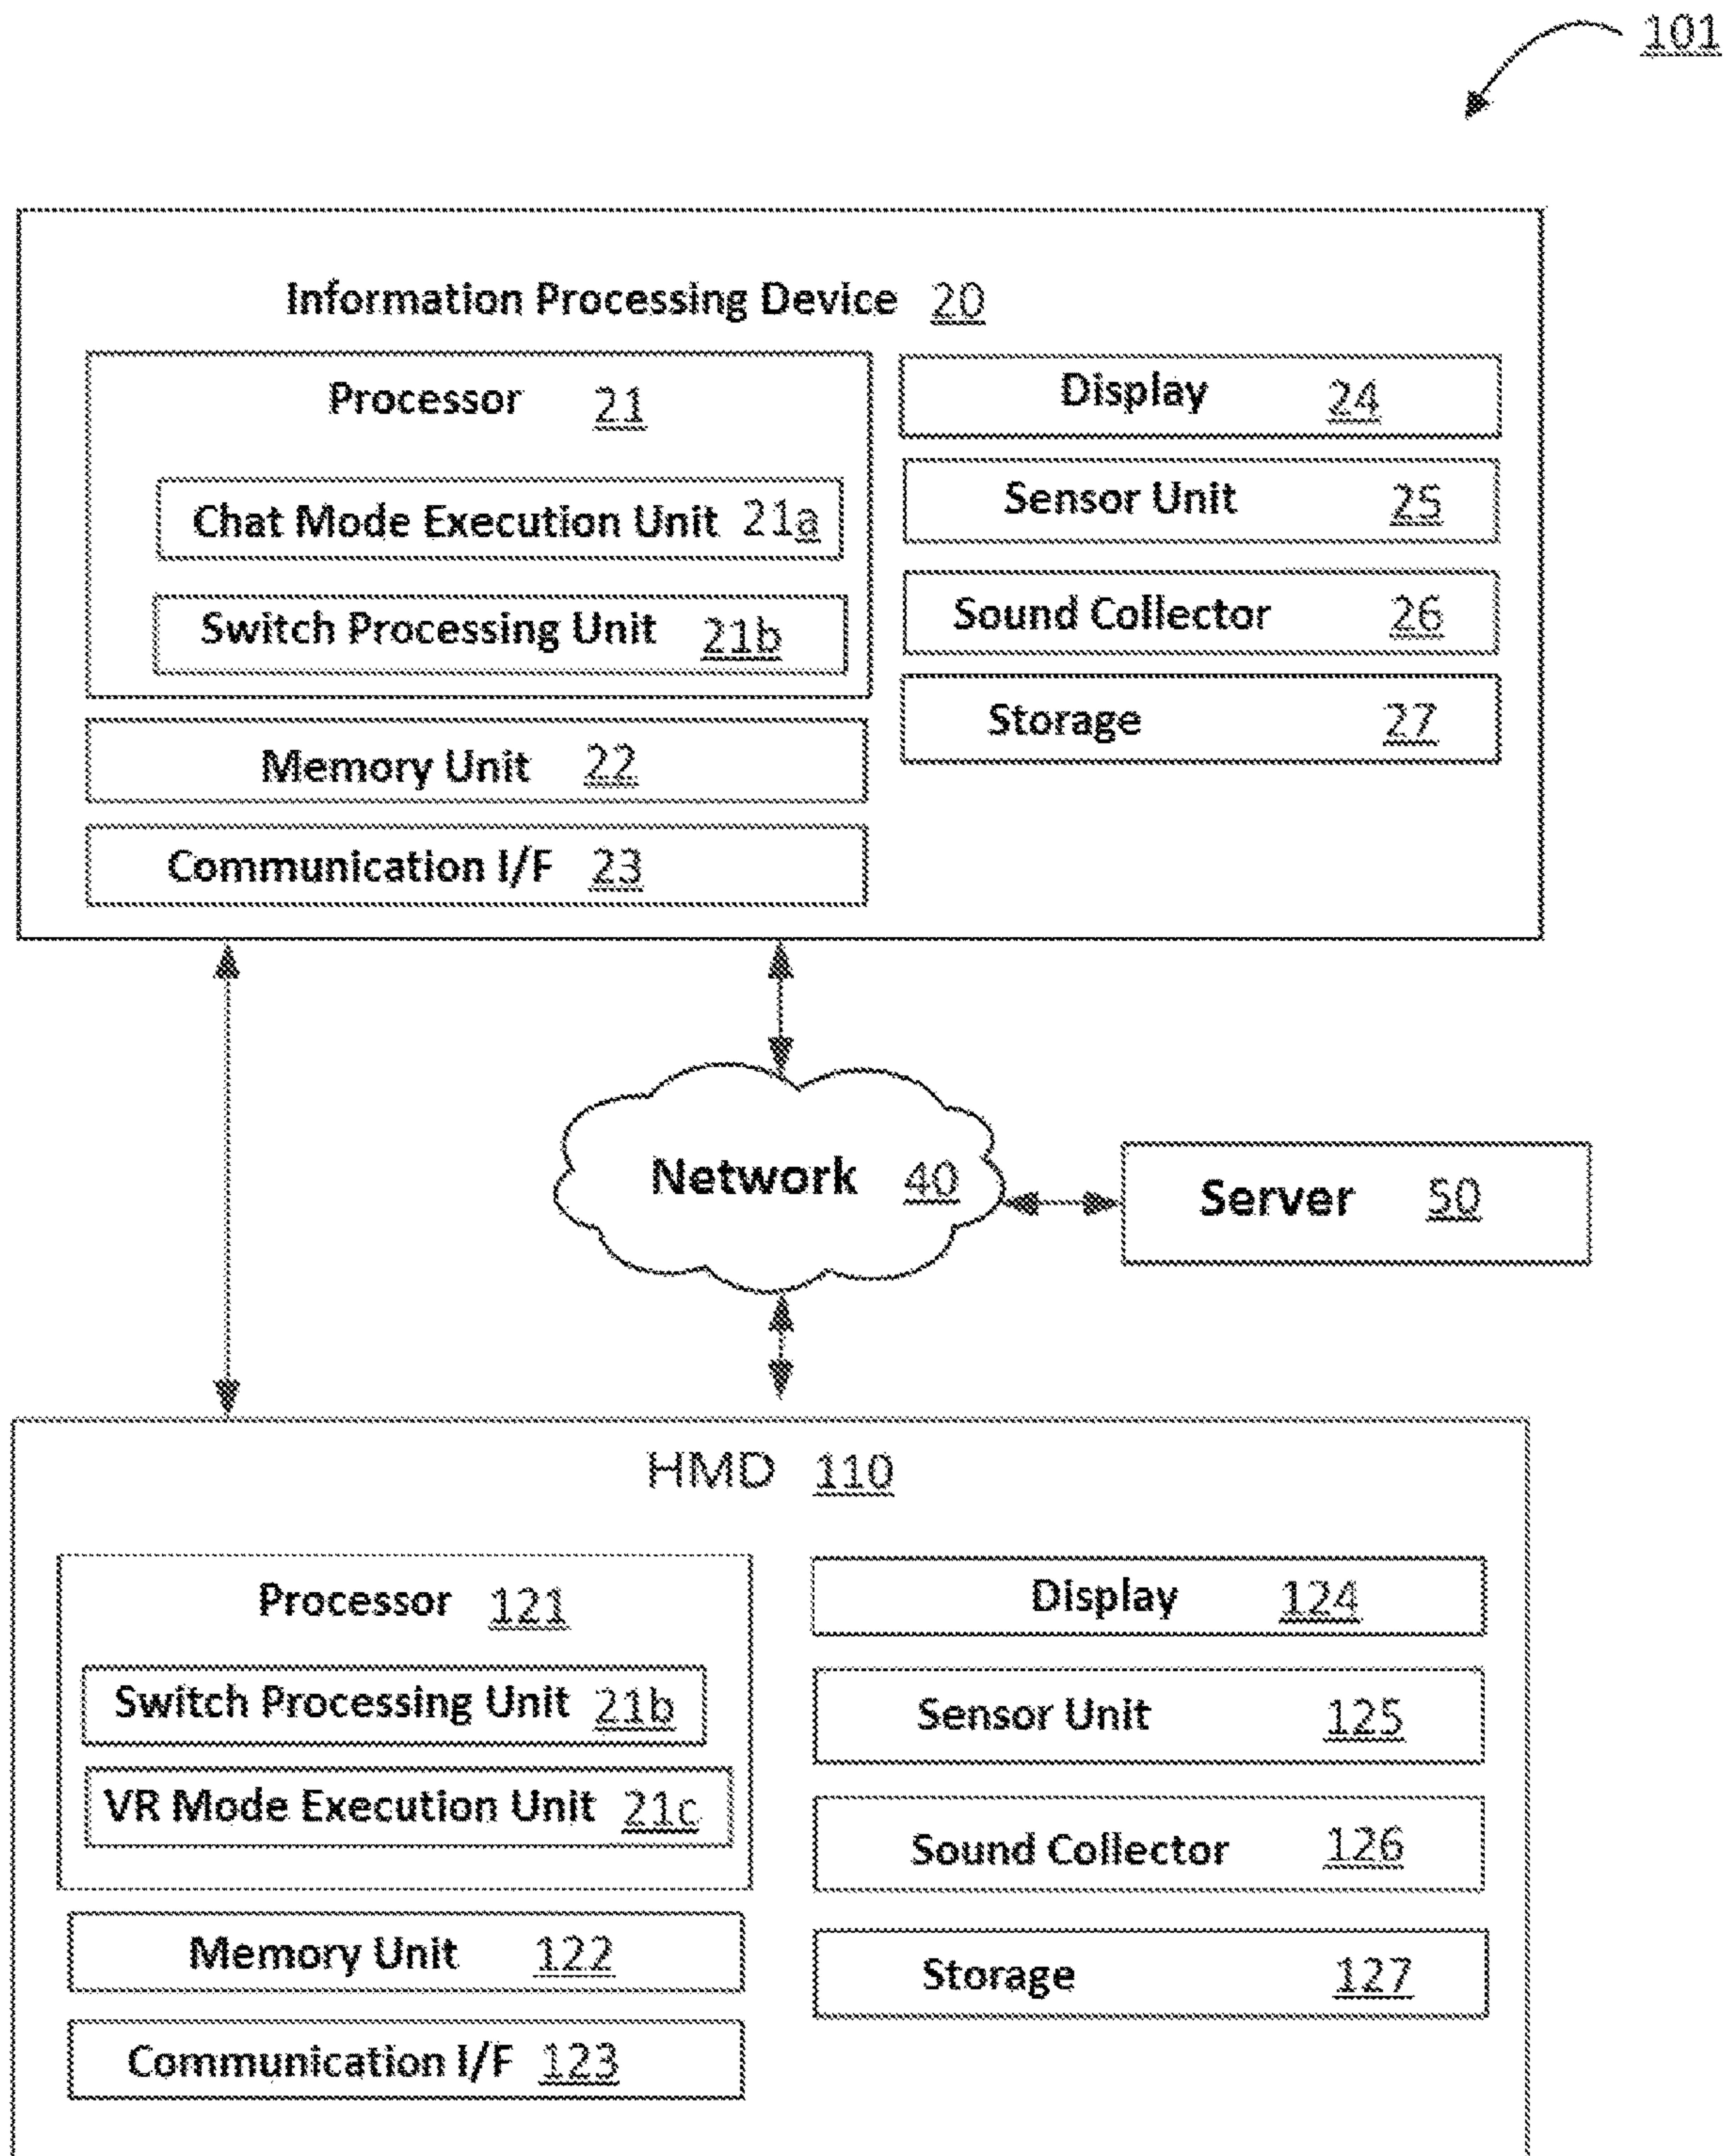 101
Information Processing Device 20
Processor 21
Chat Mode Execution Unit 21a
Switch Processing Unit 21b
Memory Unit 22
Communication I/F 23
Display 24
Sensor Unit 25
Sound Collector 26
Storage 27
Network 40
Server 50
HMD 110
Processor 121
Switch Processing Unit 21b
VR Mode Execution Unit 21c
Memory Unit 122
Communication I/F 123
Display 124
Sensor Unit 125
Sound Collector 126
Storage 127